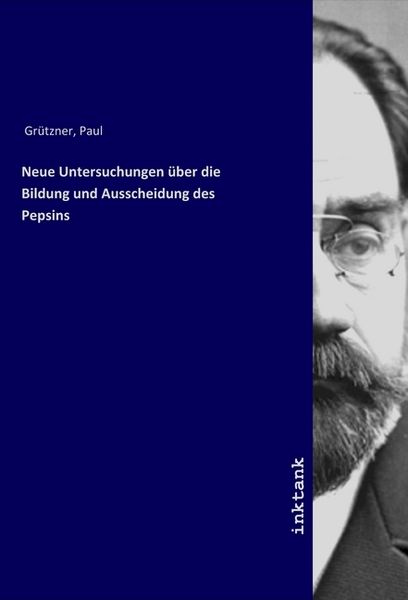 Grützner, Paul
Neue Untersuchungen über die
Bildung und Ausscheidung des
Pepsins
inktank